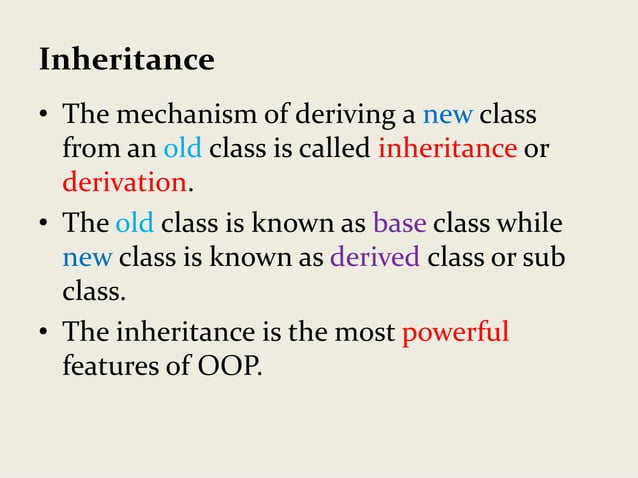 Inheritance
• The mechanism of deriving a new class
from an old class is called inheritance or
derivation.
• The old class is known as base class while
new class is known as derived class or sub
class.
• The inheritance is the most powerful
features of OOP.